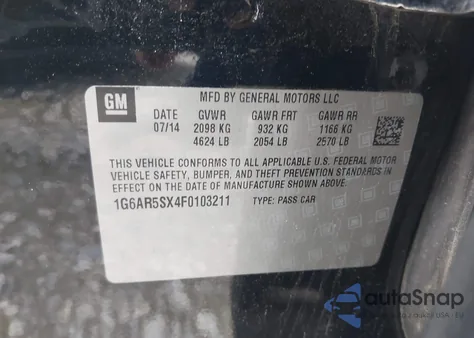 GM
MFD BY GENERAL MOTORS LLC
DATE GVWR GAWR FRT GAWR RR
07/14 2098 KG 932 KG 1166 KG
4624 LB 2054 LB 2570 LB
THIS VEHICLE CONFORMS TO ALL APPLICABLE U.S. FEDERAL MOTOR
VEHICLE SAFETY, BUMPER, AND THEFT PREVENTION STANDARDS IN
EFFECT ON THE DATE OF MANUFACTURE SHOWN ABOVE.
1G6AR5SX4F0103211 TYPE: PASS CAR
autoSnap